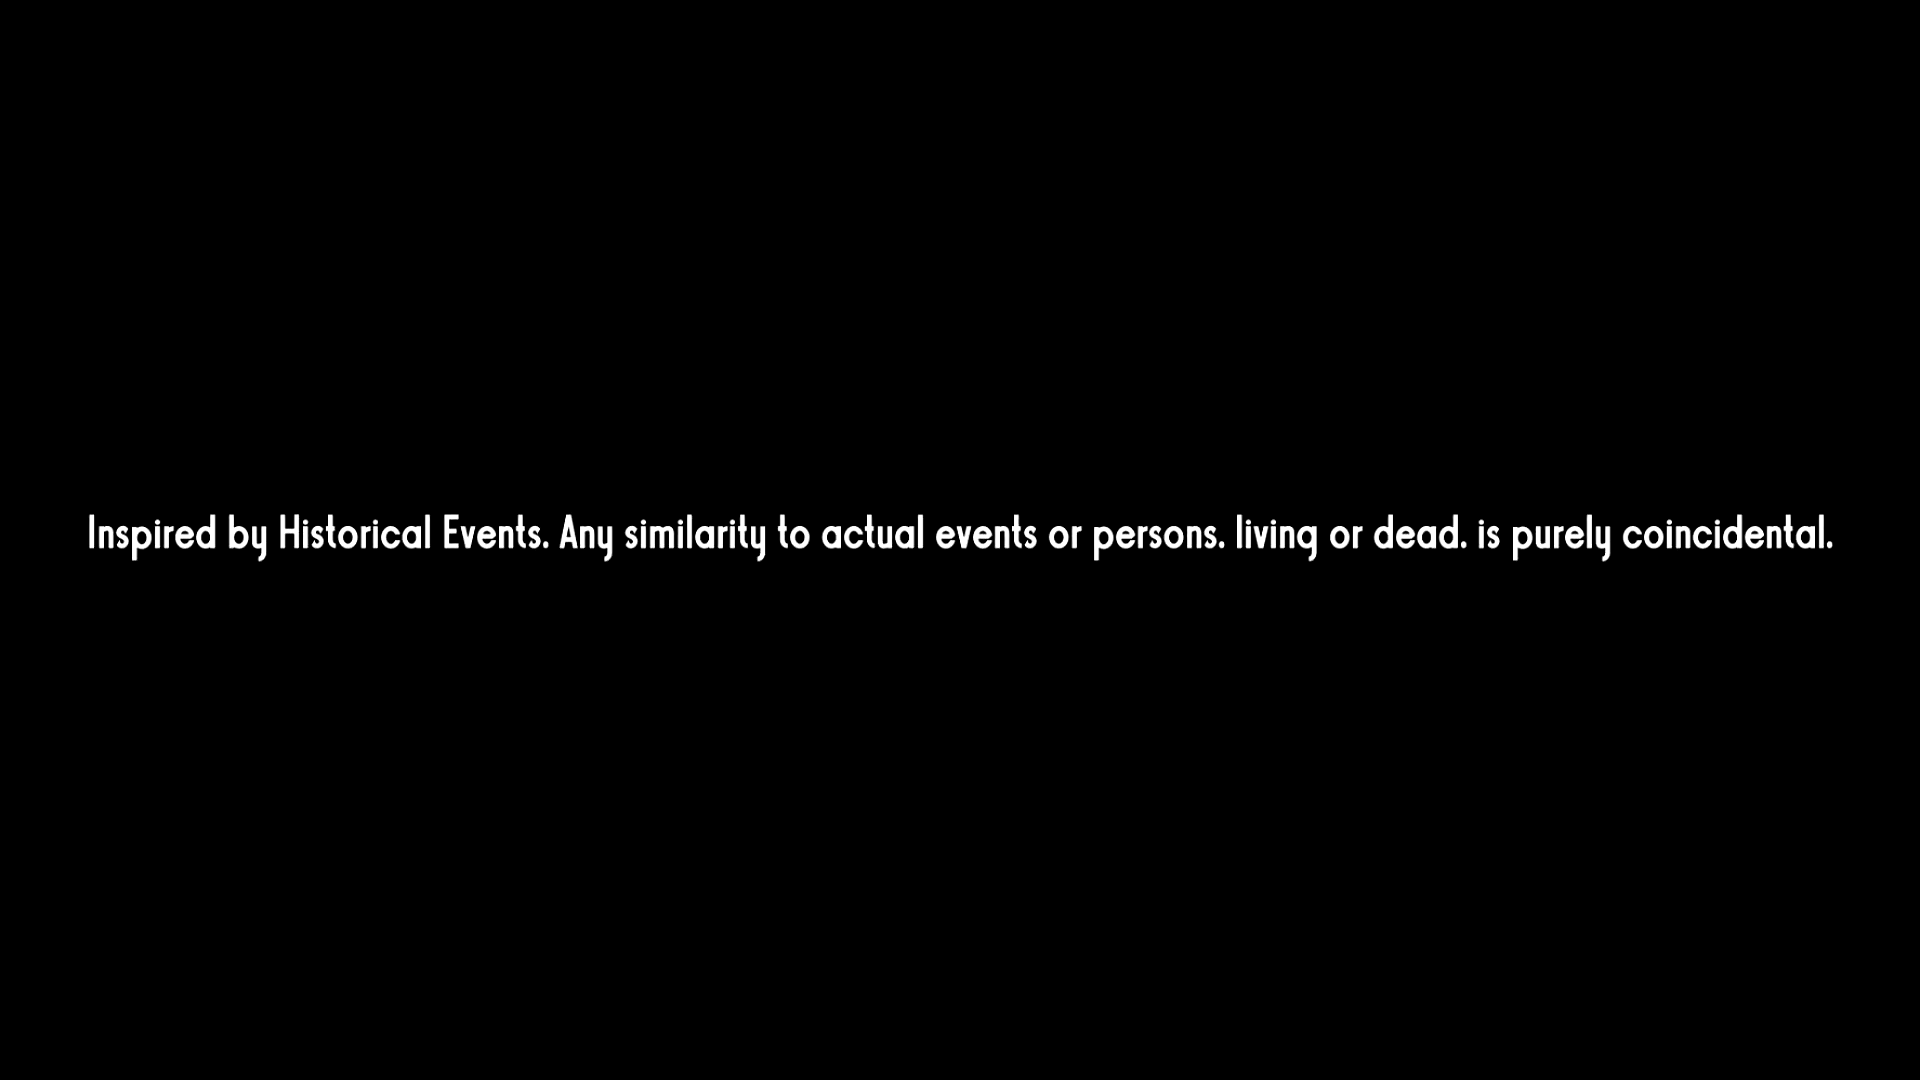 Inspired by Historical Events. Any similarity to actual events or persons. living or dead. is purely coincidental.